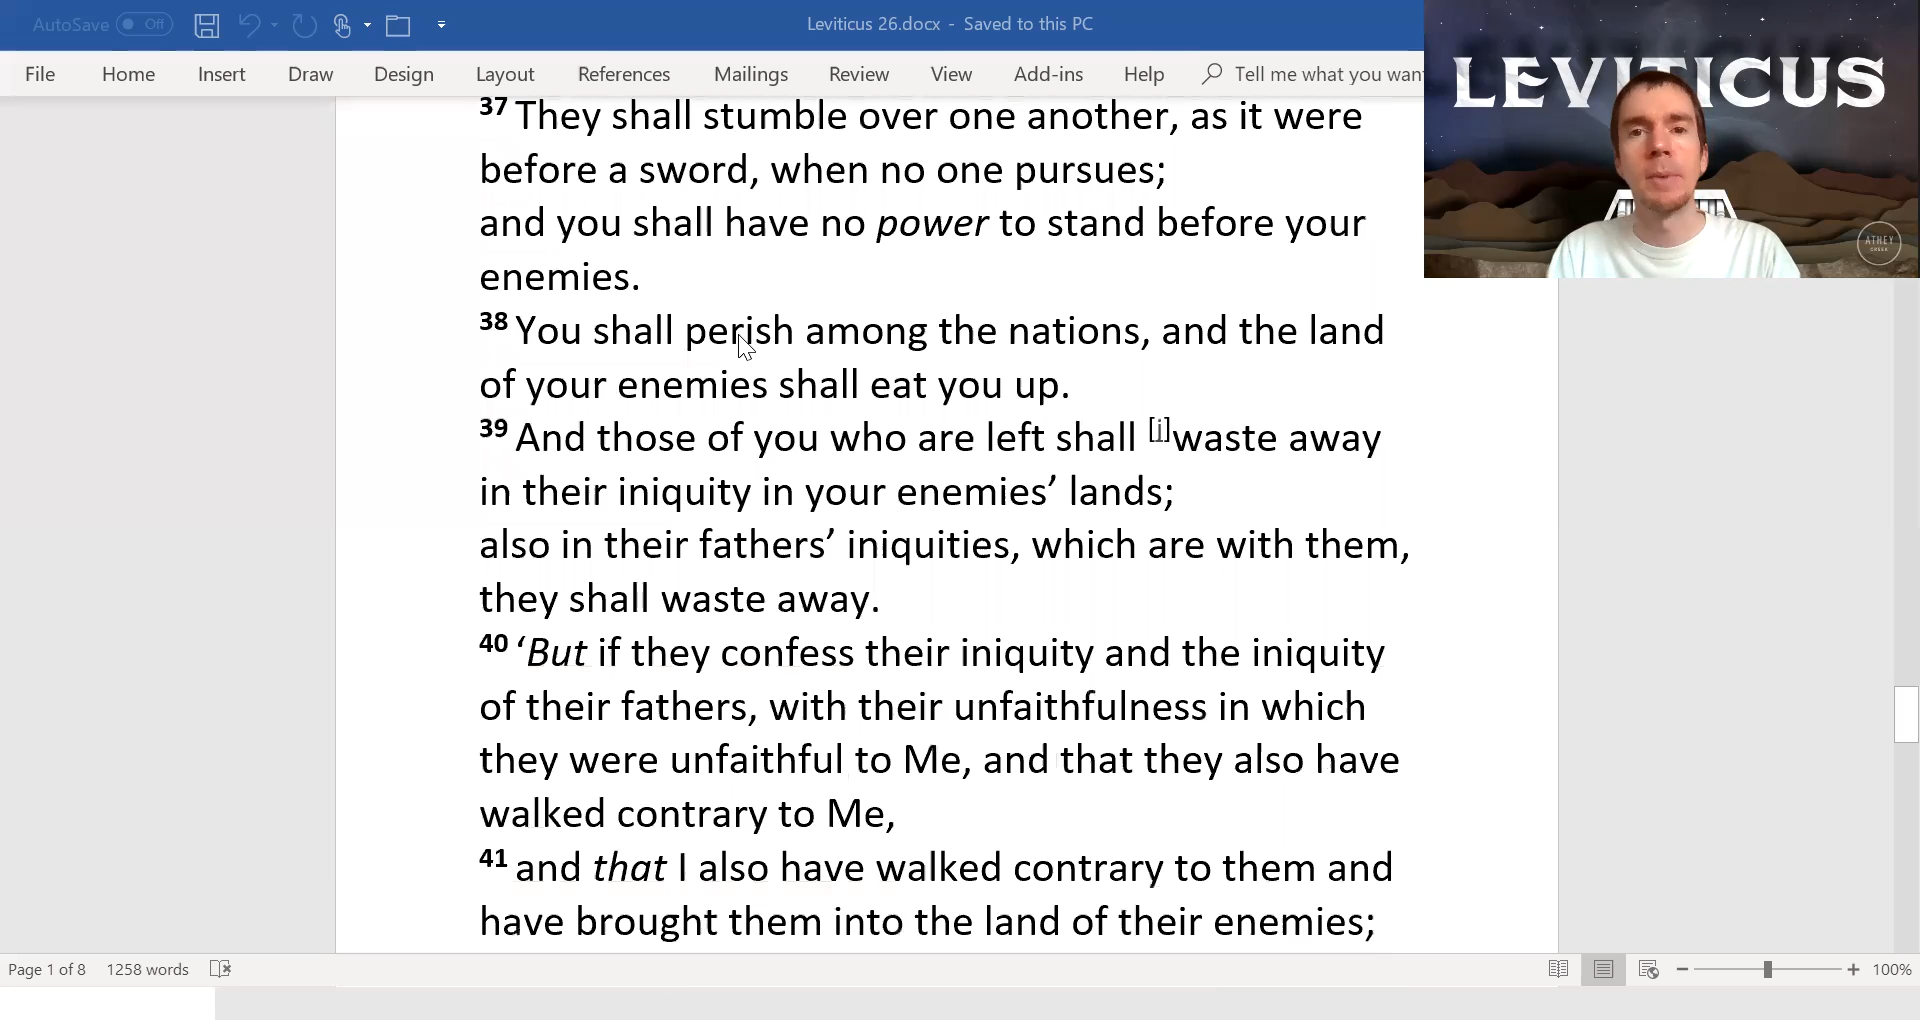 AutoSave Off
Leviticus 26.docx - Saved to this PC
File Home Insert Draw Design Layout References Mailings Review View Add-ins Help Tell me what you
LEVITICUS
ATHEY
CREEK
37 They shall stumble over one another, as it were
before a sword, when no one pursues;
and you shall have no power to stand before your
enemies.
38 You shall perish among the nations, and the land
of your enemies shall eat you up.
39 And those of you who are left shall [j]waste away
in their iniquity in your enemies’ lands;
also in their fathers’ iniquities, which are with them,
they shall waste away.
40 ‘But if they confess their iniquity and the iniquity
of their fathers, with their unfaithfulness in which
they were unfaithful to Me, and that they also have
walked contrary to Me,
41 and that I also have walked contrary to them and
have brought them into the land of their enemies;
Page 1 of 8 1258 words 100%